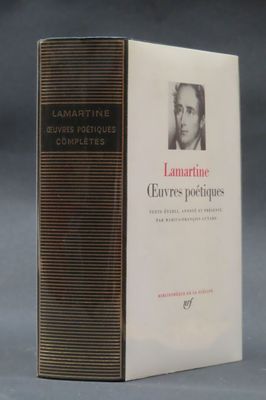 LAMARTINE
ŒUVRES POÉTIQUES
COMPLÈTES
Lamartine
Œuvres poétiques
TEXTE ÉTABLI, ANNOTÉ ET PRÉSENTÉ
PAR MARIUS-FRANÇOIS GUYARD
BIBLIOTHÈQUE DE LA PLÉIADE
nrf